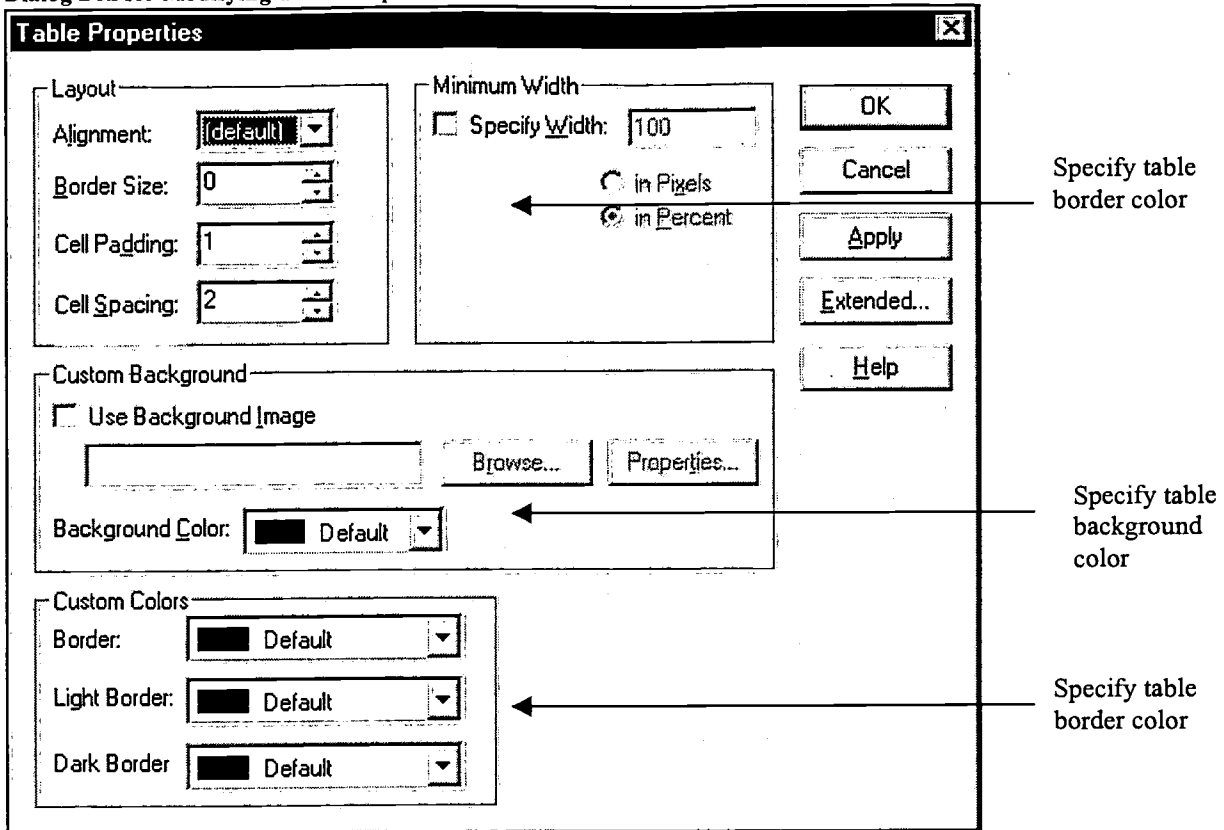 Table Properties
Layout
Alignment: (default)
Border Size: 0
Cell Padding: 1
Cell Spacing: 2
Minimum Width
Specify Width: 100
in Pixels
in Percent
OK
Cancel
Apply
Extended...
Help
Specify table
border color
Custom Background
Use Background Image
Browse... Properties...
Background Color: Default
Specify table
background
color
Custom Colors
Border: Default
Light Border: Default
Dark Border Default
Specify table
border color